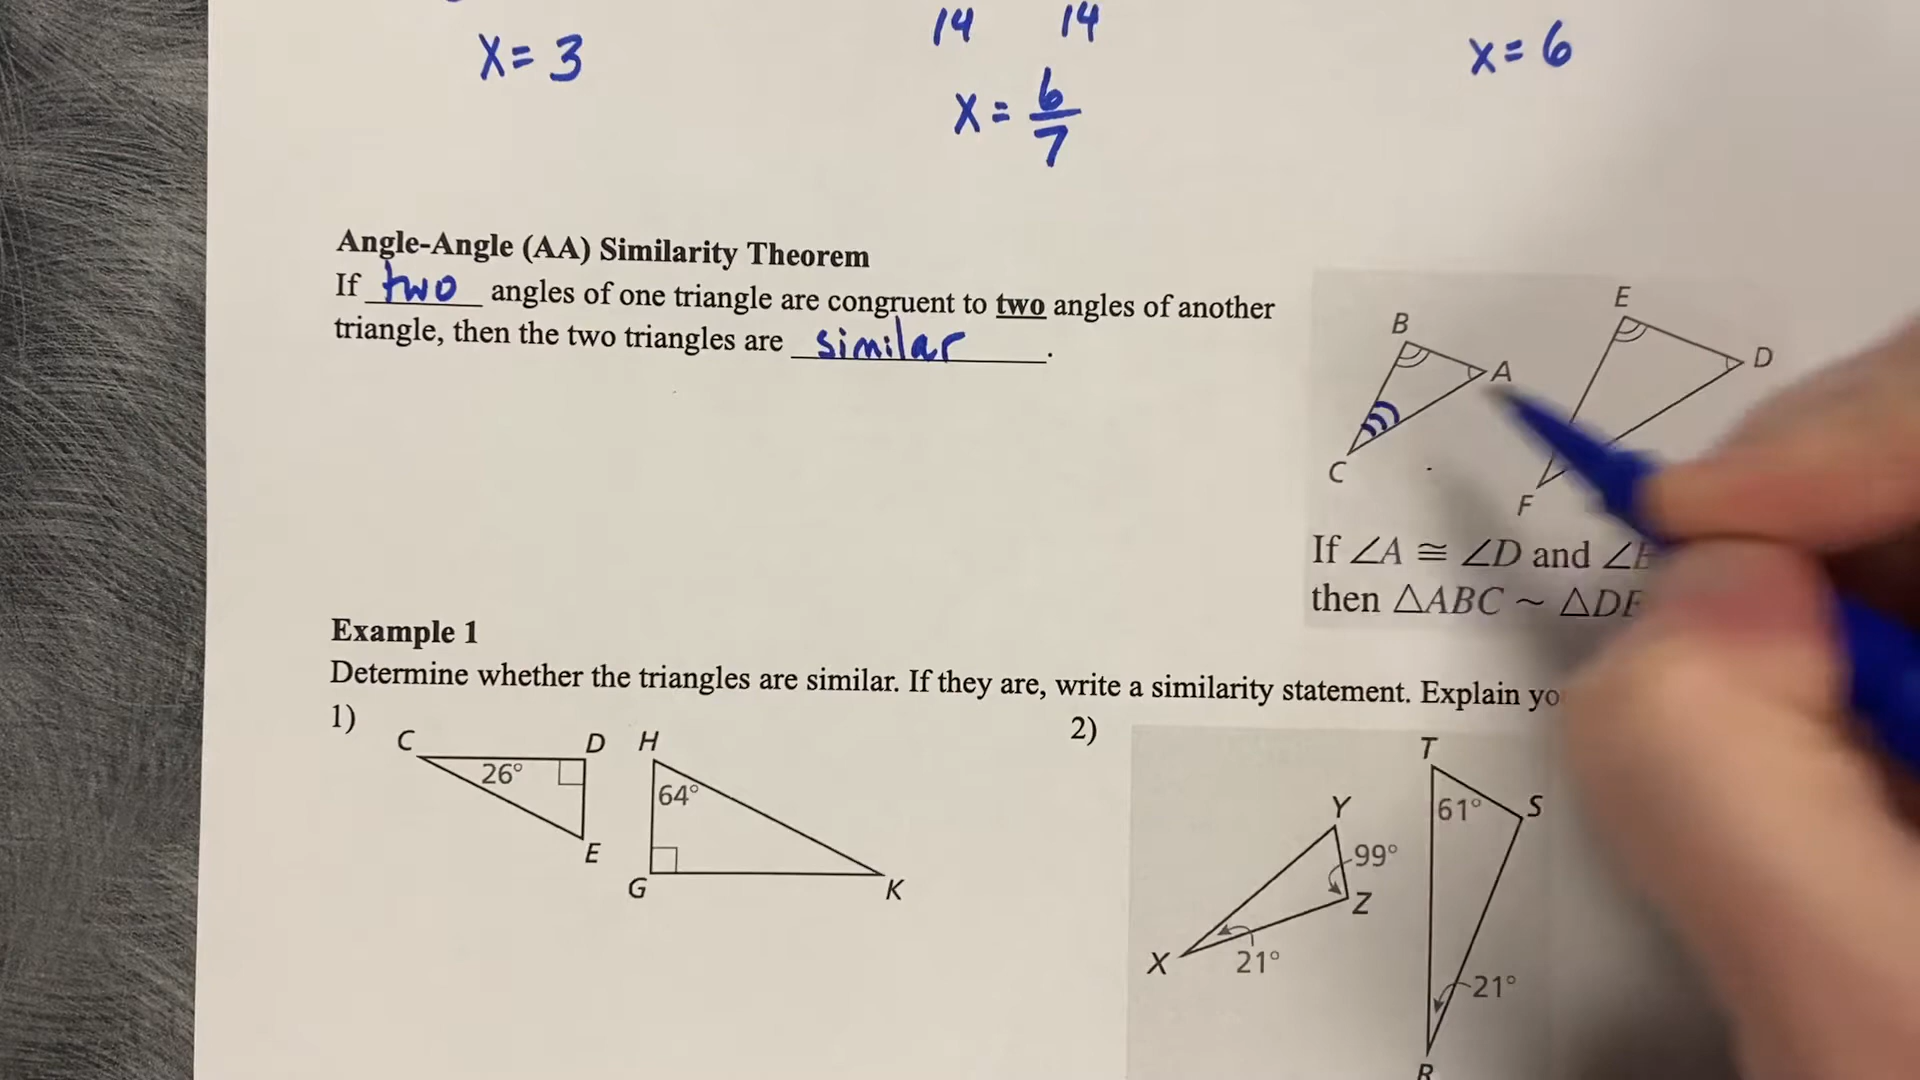 x = 3
14 14
x = 6/7
x = 6
Angle-Angle (AA) Similarity Theorem
If two angles of one triangle are congruent to two angles of another
triangle, then the two triangles are similar.
B
A
C
E
D
F
If ∠A ≅ ∠D and
then △ABC ~
Example 1
Determine whether the triangles are similar. If they are, write a similarity statement. Explain
1)
C
D
26°
E
H
64°
G
K
2)
Y
99°
Z
X
21°
T
61°
S
21°
R